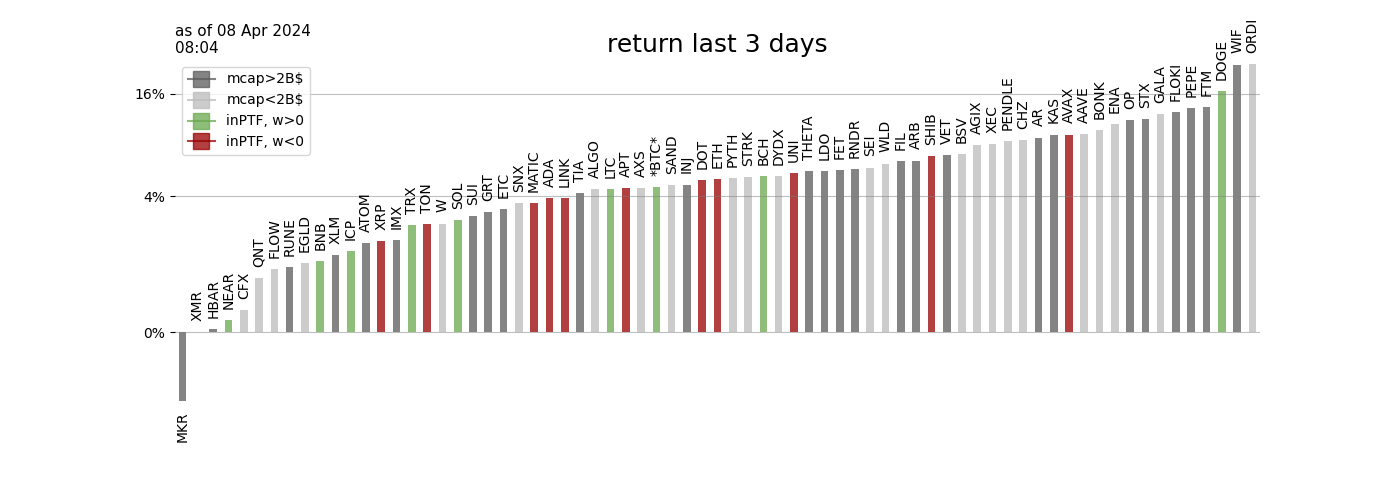 as of 08 Apr 2024
08:04
return last 3 days
mcap>2B$
mcap<2B$
inPTF, w>0
inPTF, w<0
16%
4%
0%
MKR
XMR
HBAR
NEAR
CFX
QNT
FLOW
RUNE
EGLD
BNB
XLM
ICP
ATOM
XRP
IMX
TRX
TON
W
SOL
SUI
GRT
ETC
SNX
MATIC
ADA
LINK
TIA
ALGO
LTC
APT
AXS
*BTC*
SAND
INJ
DOT
ETH
PYTH
STRK
BCH
DYDX
UNI
THETA
LDO
FET
RNDR
SEI
WLD
FIL
ARB
SHIB
VET
BSV
AGIX
XEC
PENDLE
CHZ
AR
KAS
AVAX
AAVE
BONK
ENA
OP
STX
GALA
FLOKI
PEPE
FTM
DOGE
WIF
ORDI